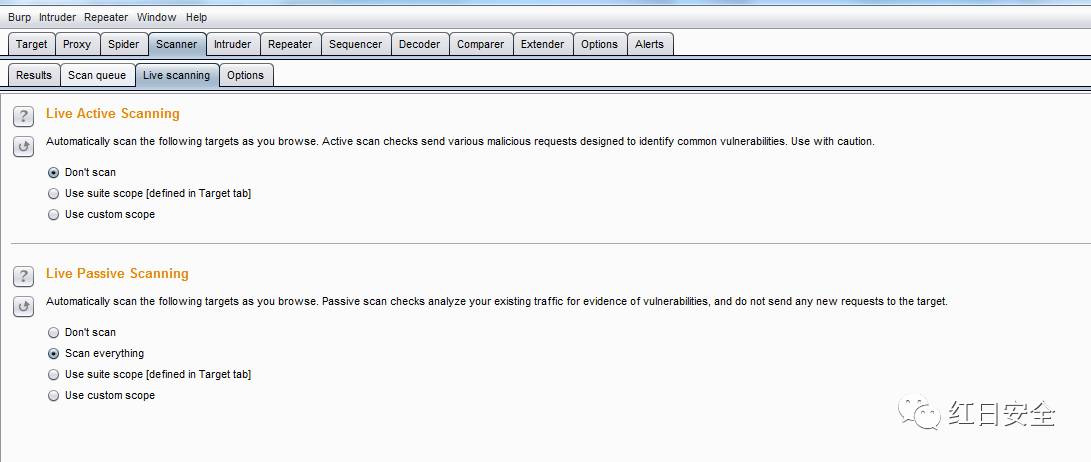 Burp Intruder Repeater Window Help
Target Proxy Spider Scanner Intruder Repeater Sequencer Decoder Comparer Extender Options Alerts
Results Scan queue Live scanning Options
? Live Active Scanning
Automatically scan the following targets as you browse. Active scan checks send various malicious requests designed to identify common vulnerabilities. Use with caution.
Don't scan
Use suite scope [defined in Target tab]
Use custom scope
? Live Passive Scanning
Automatically scan the following targets as you browse. Passive scan checks analyze your existing traffic for evidence of vulnerabilities, and do not send any new requests to the target.
Don't scan
Scan everything
Use suite scope [defined in Target tab]
Use custom scope
红日安全